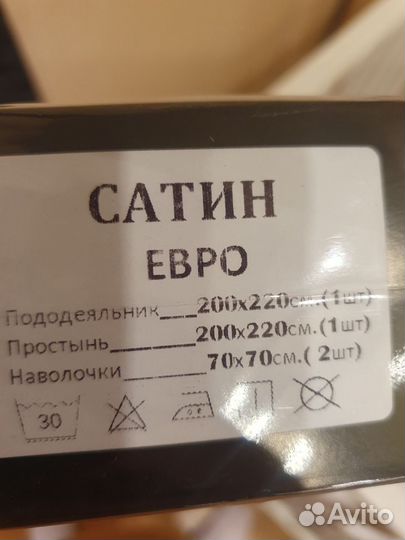 САТИН
ЕВРО
Пододеяльник___200х220см.(1шт)
Простынь________200х220см.(1шт)
Наволочки________70х70см.( 2шт)
30
Avito